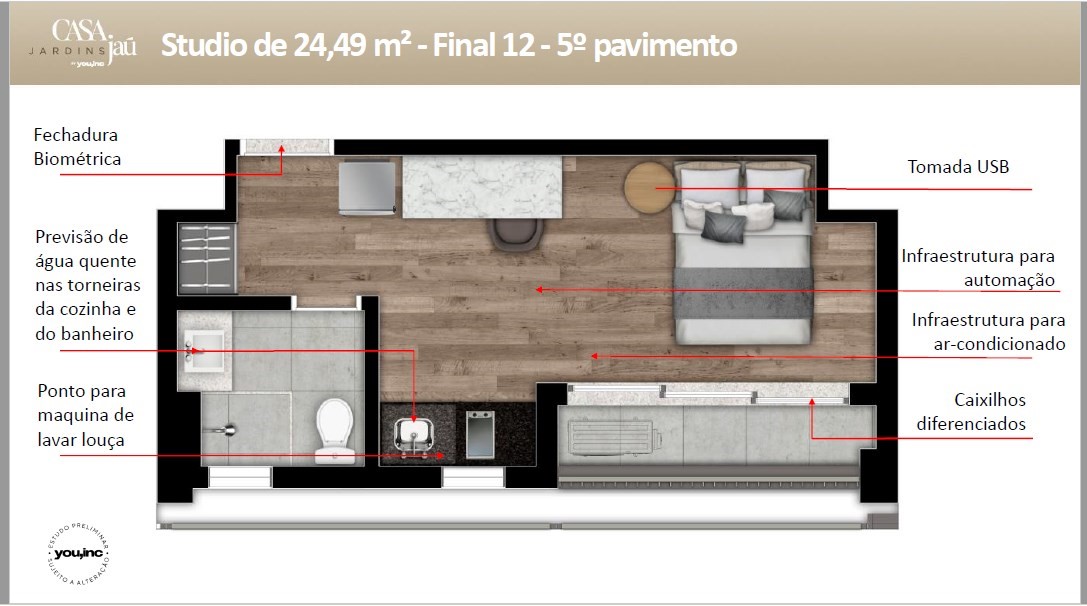 CASA
JARDINS jaú
by you,inc
Studio de 24,49 m² - Final 12 - 5º pavimento
Fechadura
Biométrica
Previsão de
água quente
nas torneiras
da cozinha e
do banheiro
Ponto para
maquina de
lavar louça
Tomada USB
Infraestrutura para
automação
Infraestrutura para
ar-condicionado
Caixilhos
diferenciados
ESTUDO PRELIMINAR
you,inc
SUJEITO A ALTERAÇÃO